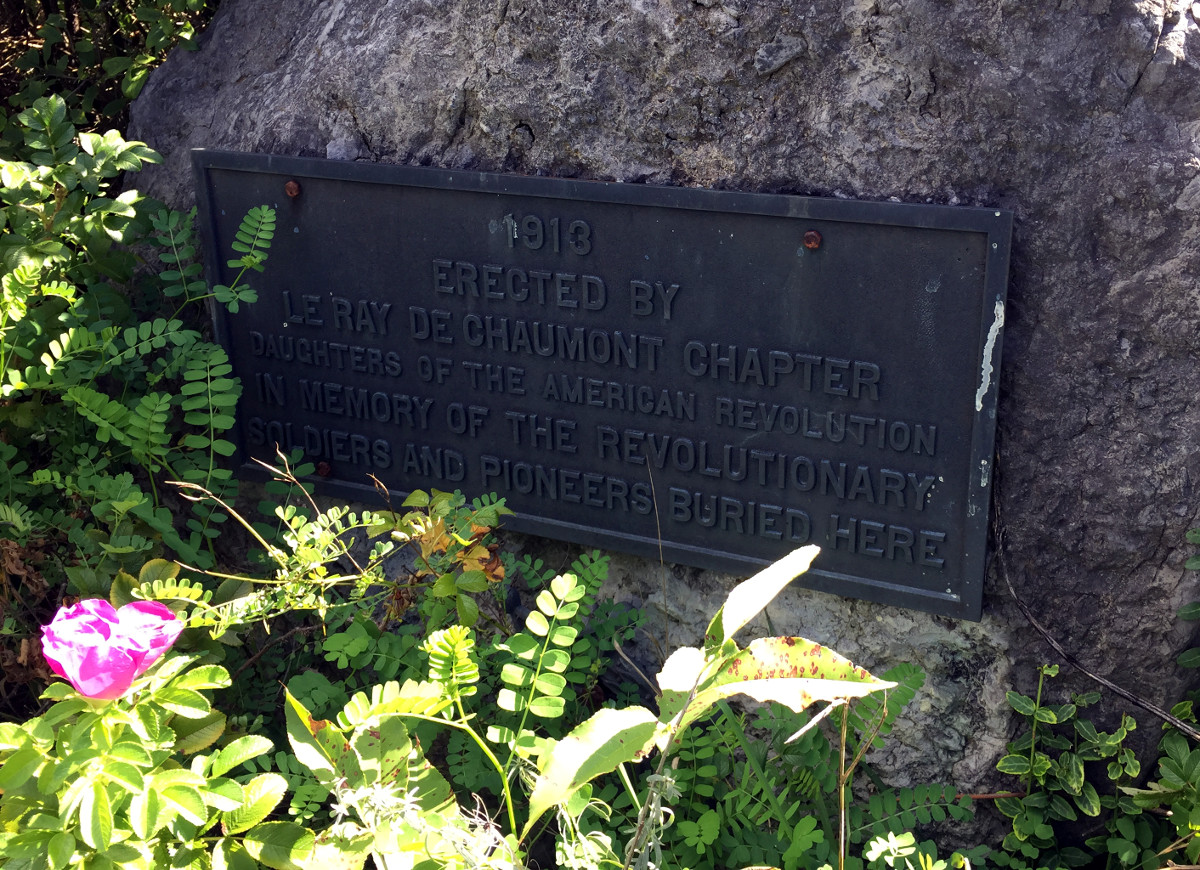 1913
ERECTED BY
LE RAY DE CHAUMONT CHAPTER
DAUGHTERS OF THE AMERICAN REVOLUTION
IN MEMORY OF THE REVOLUTIONARY
SOLDIERS AND PIONEERS BURIED HERE